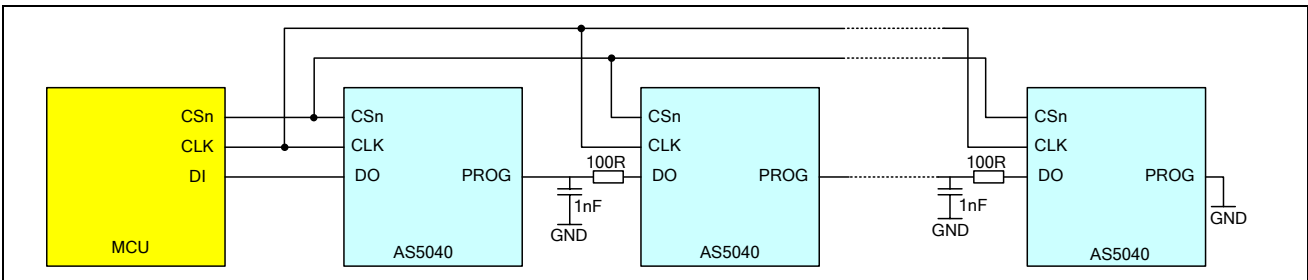 CSn
CLK
DI
MCU
CSn
CLK
DO
PROG
AS5040
100R
1nF
GND
CSn
CLK
DO
PROG
AS5040
100R
1nF
GND
CSn
CLK
DO
PROG
AS5040
GND